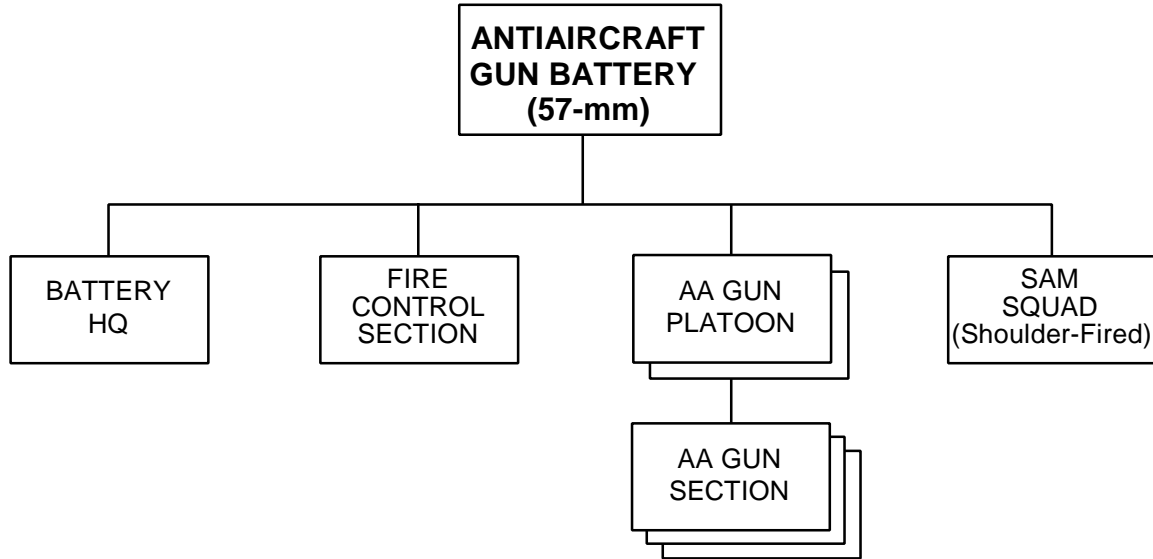 ANTIAIRCRAFT
GUN BATTERY
(57-mm)
BATTERY
HQ
FIRE
CONTROL
SECTION
AA GUN
PLATOON
SAM
SQUAD
(Shoulder-Fired)
AA GUN
SECTION